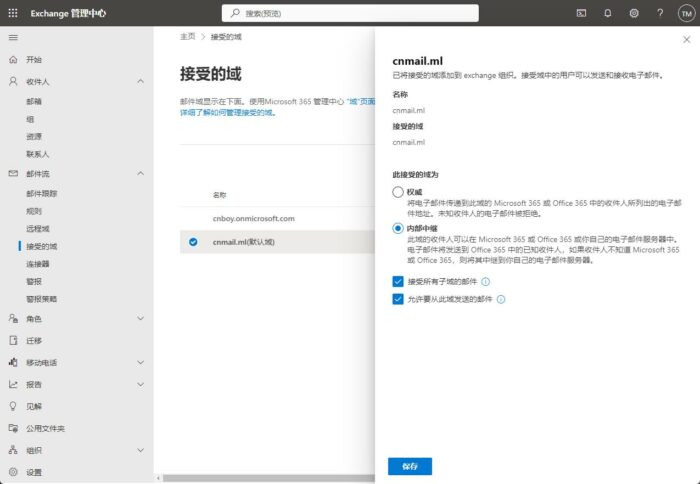 Exchange 管理中心
搜索(预览)
TM
开始
收件人
邮箱
组
资源
联系人
邮件流
邮件跟踪
规则
远程域
接受的域
连接器
警报
警报策略
角色
迁移
移动电话
报告
见解
公用文件夹
组织
设置
主页 > 接受的域
接受的域
邮件域显示在下面。使用Microsoft 365 管理中心 "域"页面
详细了解如何管理接受的域。
名称
cnboy.onmicrosoft.com
cnmail.ml(默认域)
cnmail.ml
已将接受的域添加到 exchange 组织。接受域中的用户可以发送和接收电子邮件。
名称
cnmail.ml
接受的域
cnmail.ml
此接受的域为
权威
将电子邮件传递到此域的 Microsoft 365 或 Office 365 中的收件人所列出的电子邮
件地址。未知收件人的电子邮件被拒绝。
内部中继
此域的收件人可以在 Microsoft 365 或 Office 365 或你自己的电子邮件服务器中。
电子邮件将发送到 Office 365 中的已知收件人，如果收件人不知道 Microsoft 365
或 Office 365，则将其中继到你自己的电子邮件服务器。
接受所有子域的邮件
允许要从此域发送的邮件
保存